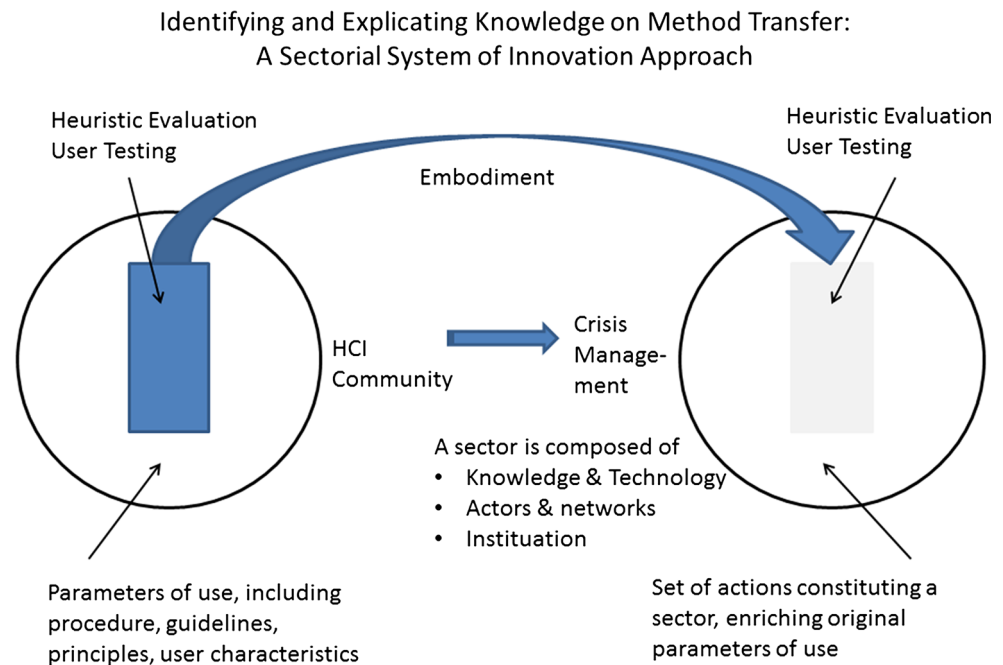 Identifying and Explicating Knowledge on Method Transfer:
A Sectorial System of Innovation Approach
Heuristic Evaluation
User Testing
Heuristic Evaluation
User Testing
Embodiment
HCI
Community
Crisis
Manage-
ment
A sector is composed of
• Knowledge & Technology
• Actors & networks
• Instituation
Parameters of use, including
procedure, guidelines,
principles, user characteristics
Set of actions constituting a
sector, enriching original
parameters of use